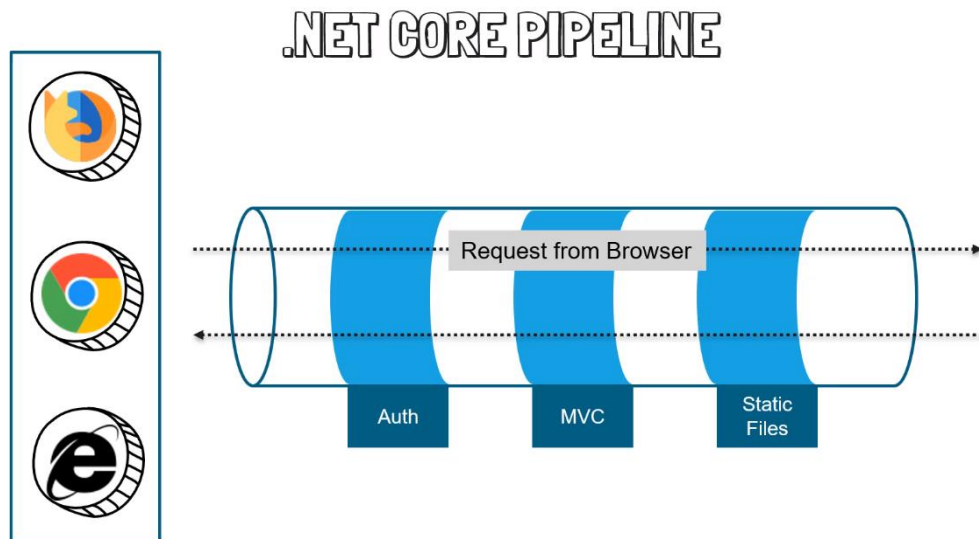 .NET CORE PIPELINE
Request from Browser
Auth
MVC
Static
Files